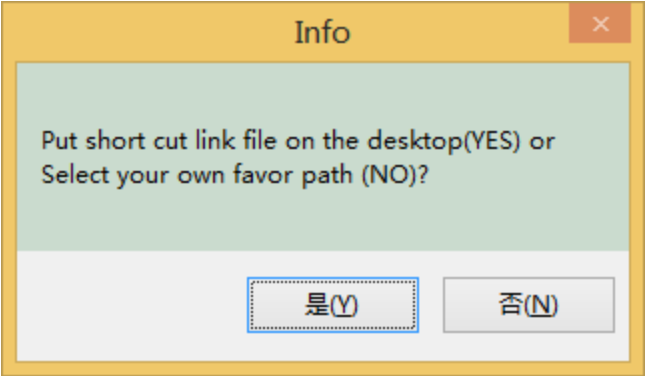 Info
Put short cut link file on the desktop(YES) or
Select your own favor path (NO)?
是(Y)
否(N)